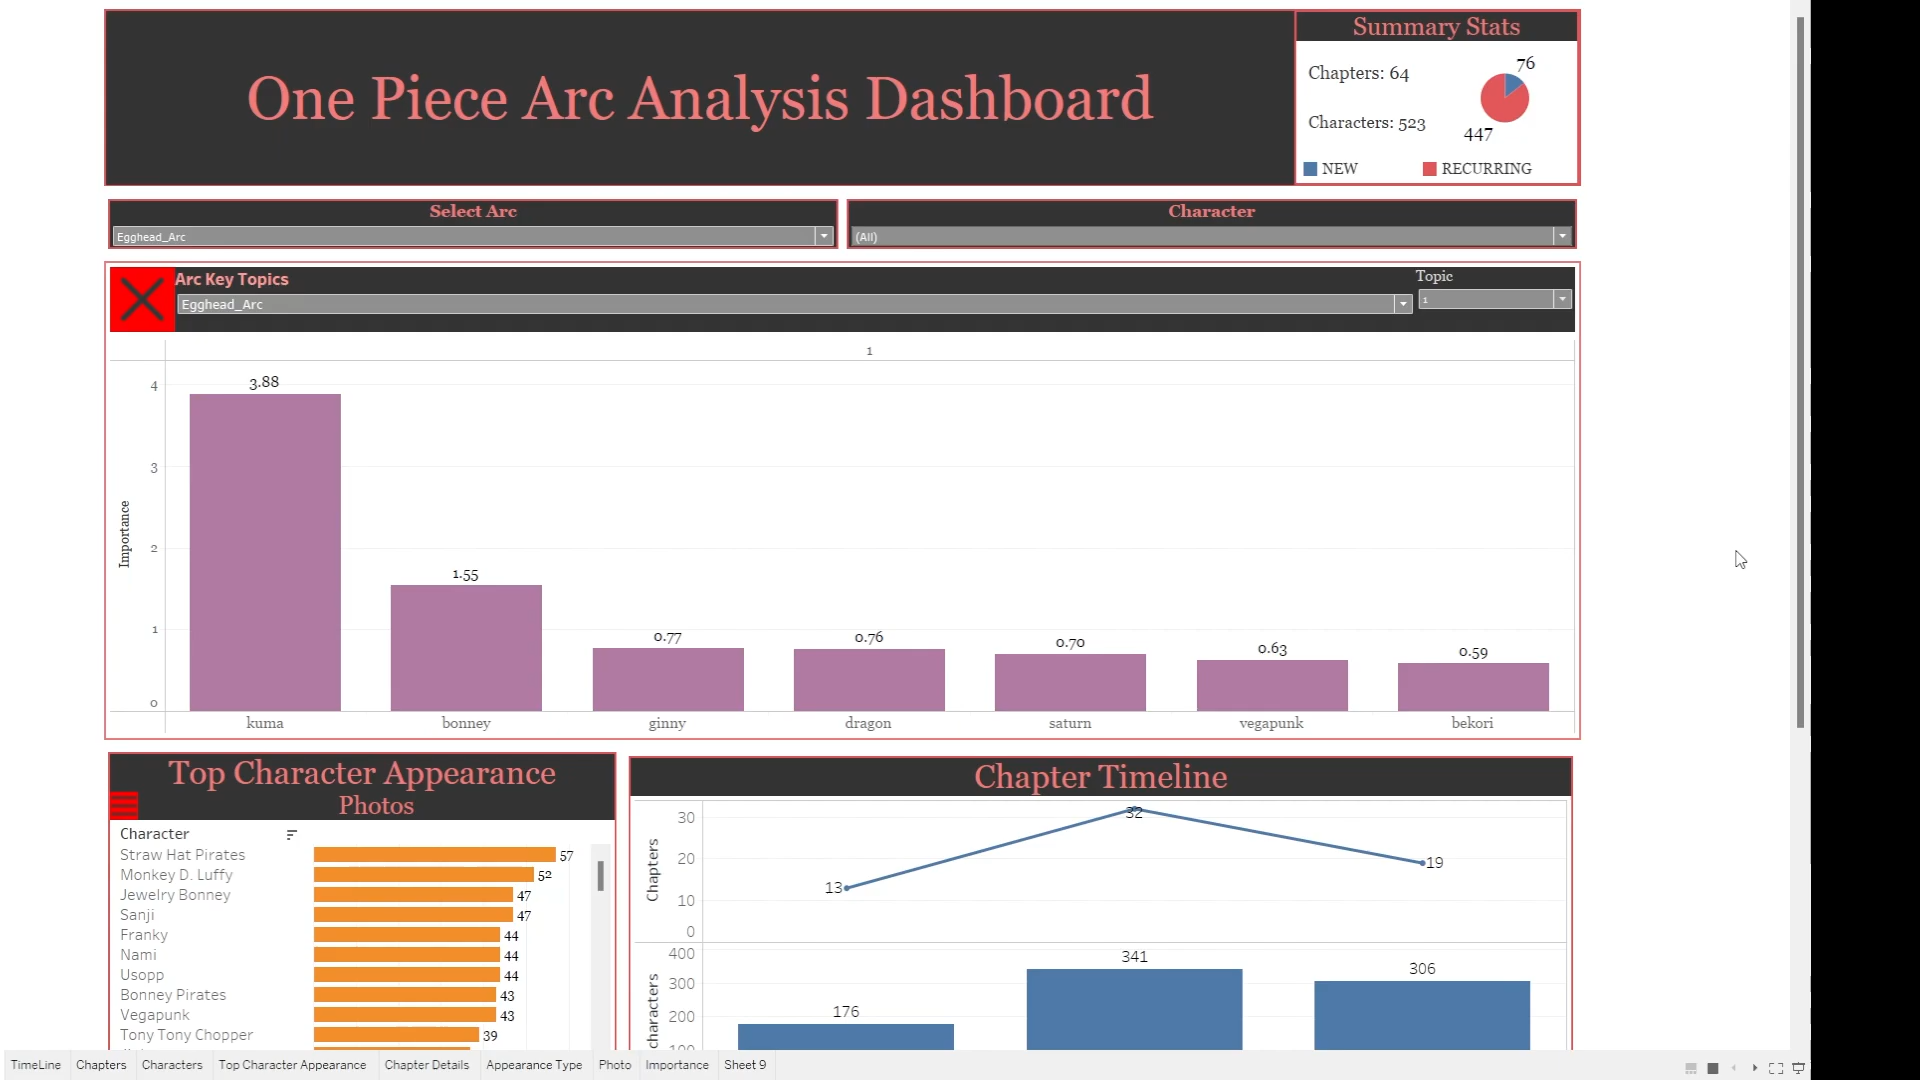 One Piece Arc Analysis Dashboard
Summary Stats
Chapters: 64
76
Characters: 523
447
NEW
RECURRING
Select Arc
Egghead_Arc
Character
(All)
Arc Key Topics
Egghead_Arc
Topic
1
1
Importance
4
3
2
1
0
3.88
1.55
0.77
0.76
0.70
0.63
0.59
kuma
bonney
ginny
dragon
saturn
vegapunk
bekori
Top Character Appearance
Photos
Character
Straw Hat Pirates 57
Monkey D. Luffy 52
Jewelry Bonney 47
Sanji 47
Franky 44
Nami 44
Usopp 44
Bonney Pirates 43
Vegapunk 43
Tony Tony Chopper 39
Chapter Timeline
Chapters
30
20
10
0
13
32
19
characters
400
300
200
100
176
341
306
TimeLine
Chapters
Characters
Top Character Appearance
Chapter Details
Appearance Type
Photo
Importance
Sheet 9